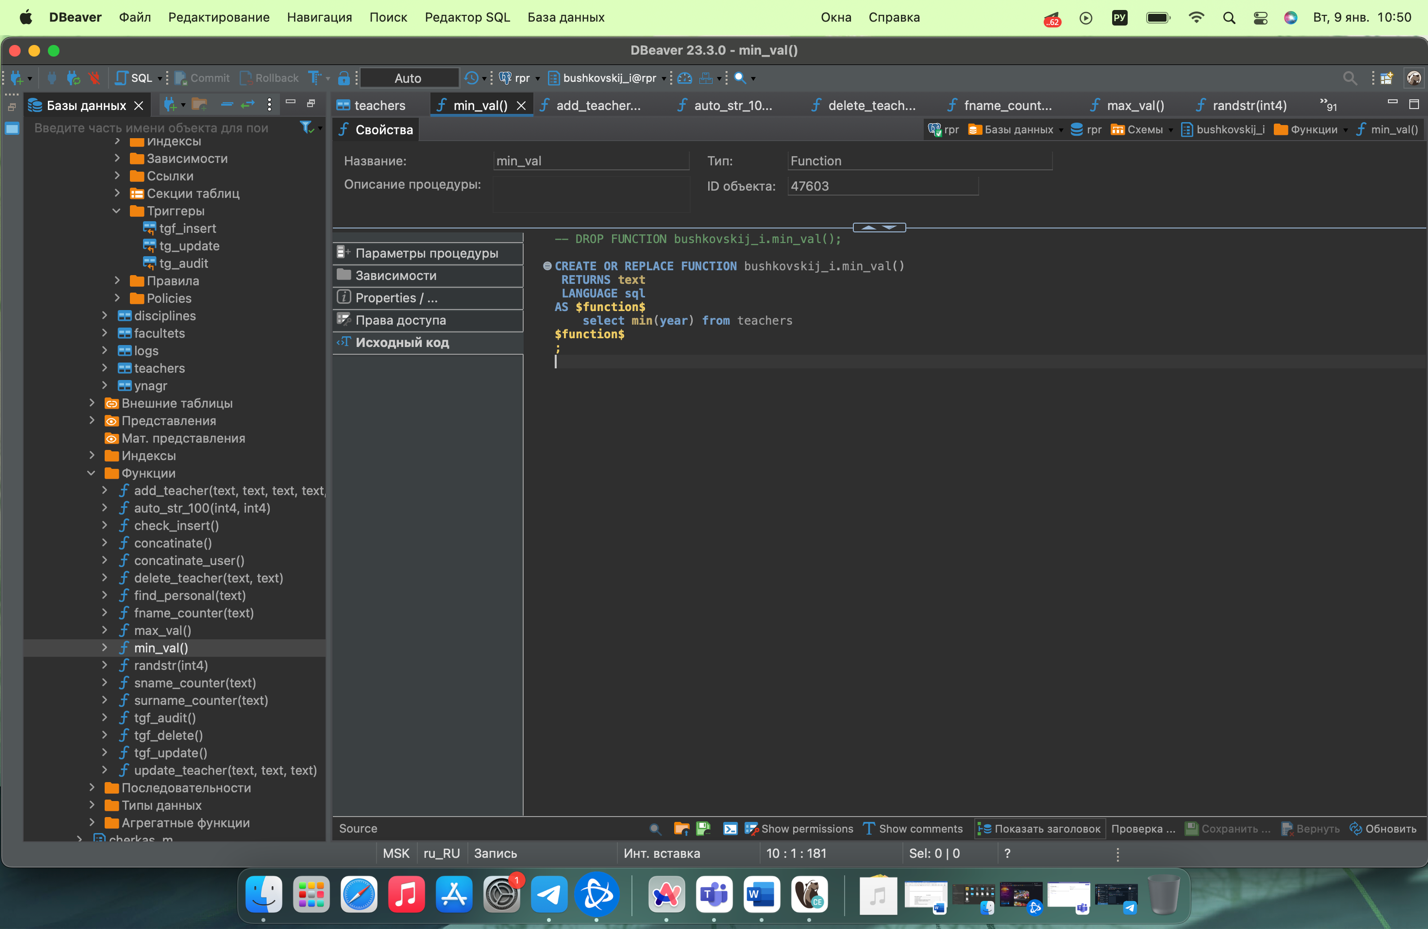 DBeaver Файл Редактирование Навигация Поиск Редактор SQL База данных Окна Справка 62 РУ Вт, 9 янв. 10:50
DBeaver 23.3.0 - min_val()
SQL Commit Rollback Auto rpr bushkovskij_i@rpr
Базы данных
teachers min_val() add_teacher... auto_str_10... delete_teach... fname_count... max_val() randstr(int4) »91
Введите часть имени объекта для пои
Свойства
rpr Базы данных rpr Схемы bushkovskij_i Функции min_val()
Название: min_val Тип: Function
Описание процедуры: ID объекта: 47603
Индексы
Зависимости
Ссылки
Секции таблиц
Триггеры
tgf_insert
tg_update
tg_audit
Правила
Policies
disciplines
facultets
logs
teachers
ynagr
Внешние таблицы
Представления
Мат. представления
Индексы
Функции
add_teacher(text, text, text, text,
auto_str_100(int4, int4)
check_insert()
concatinate()
concatinate_user()
delete_teacher(text, text)
find_personal(text)
fname_counter(text)
max_val()
min_val()
randstr(int4)
sname_counter(text)
surname_counter(text)
tgf_audit()
tgf_delete()
tgf_update()
update_teacher(text, text, text)
Последовательности
Типы данных
Агрегатные функции
cherkas_m
Параметры процедуры
Зависимости
Properties / ...
Права доступа
Исходный код
-- DROP FUNCTION bushkovskij_i.min_val();
CREATE OR REPLACE FUNCTION bushkovskij_i.min_val()
RETURNS text
LANGUAGE sql
AS $function$
select min(year) from teachers
$function$
;
Source Show permissions Show comments Показать заголовок Проверка ... Сохранить ... Вернуть Обновить
MSK ru_RU Запись Инт. вставка 10 : 1 : 181 Sel: 0 | 0 ?
1
W
CE